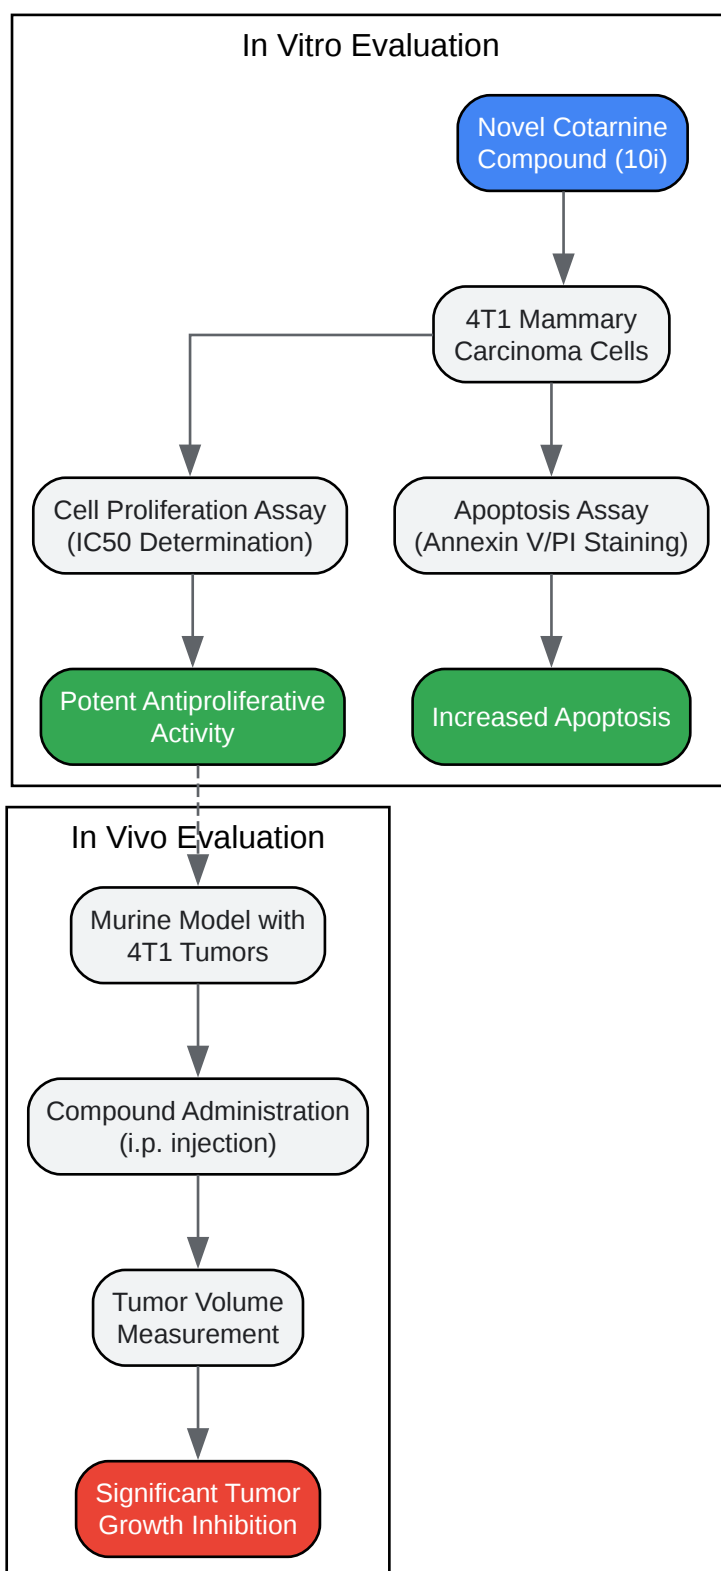 In Vitro Evaluation
Novel Cotarnine
Compound (10i)
4T1 Mammary
Carcinoma Cells
Cell Proliferation Assay
(IC50 Determination)
Apoptosis Assay
(Annexin V/PI Staining)
Potent Antiproliferative
Activity
Increased Apoptosis
In Vivo Evaluation
Murine Model with
4T1 Tumors
Compound Administration
(i.p. injection)
Tumor Volume
Measurement
Significant Tumor
Growth Inhibition